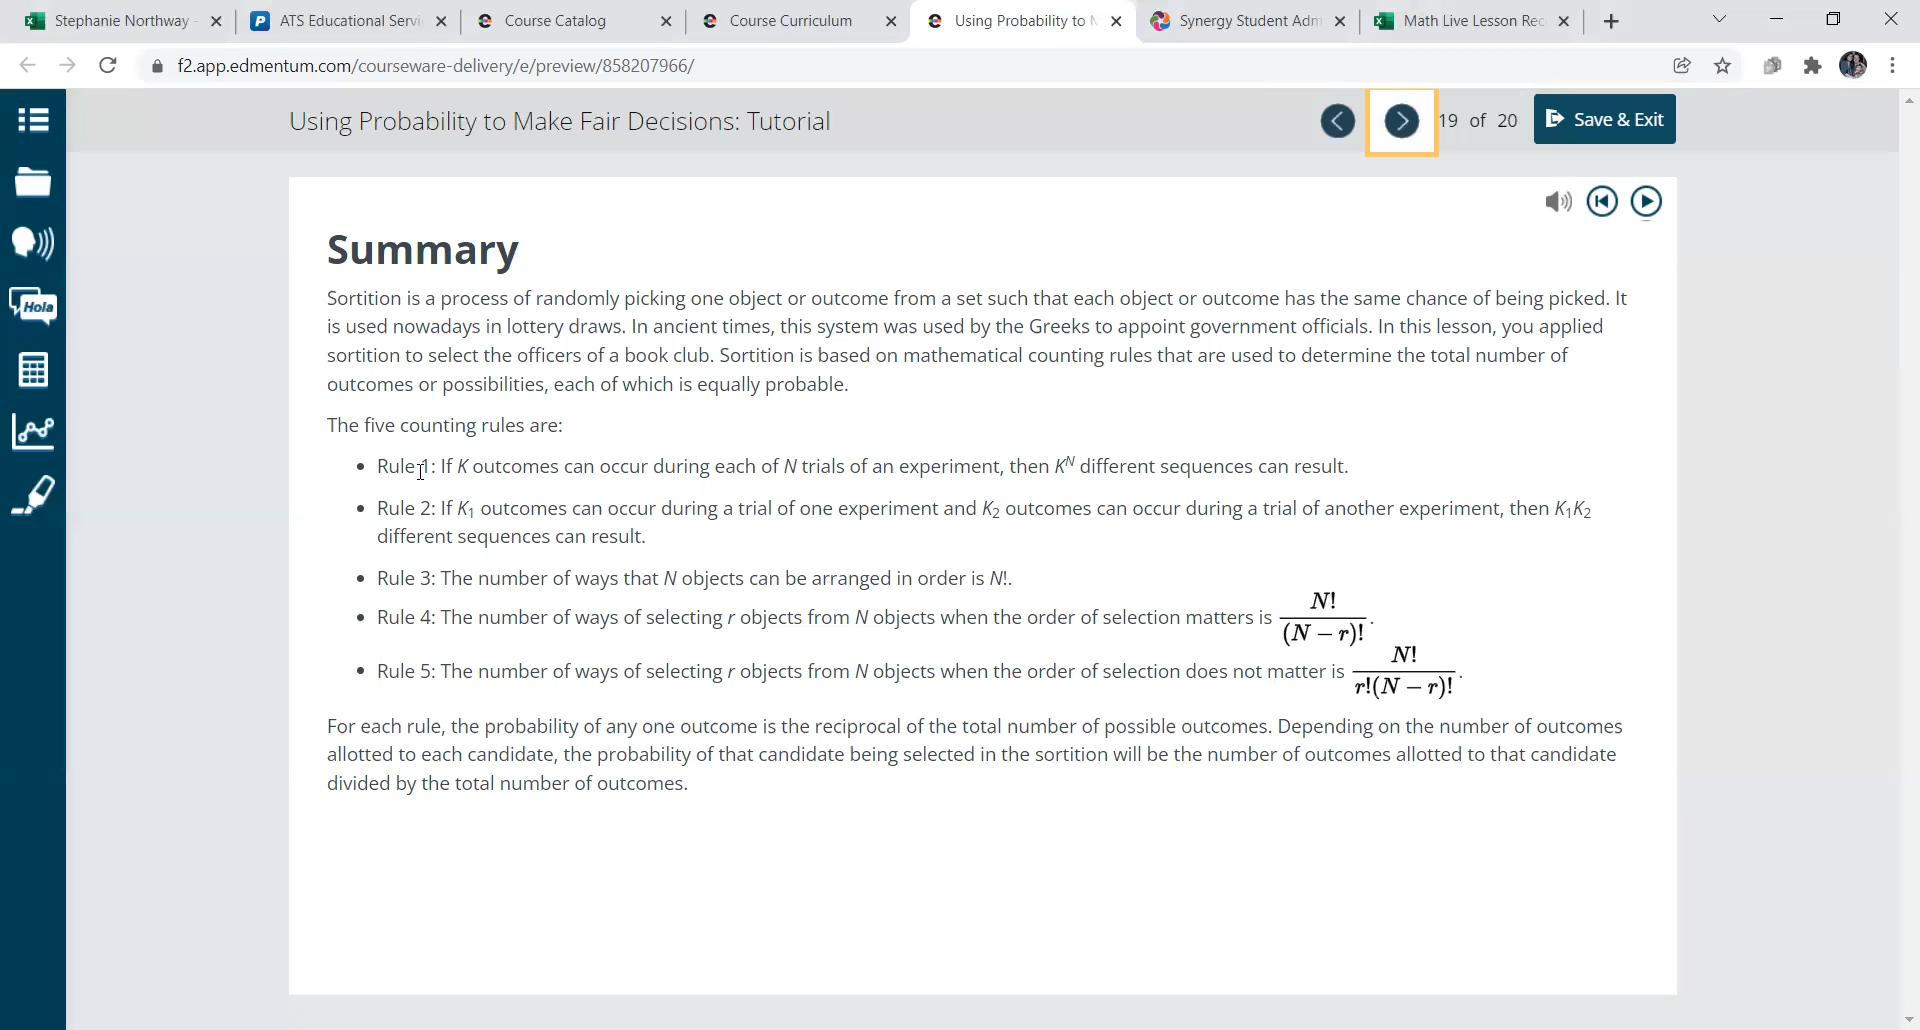 Stephanie Northway -
ATS Educational Servi
Course Catalog
Course Curriculum
Using Probability to M
Synergy Student Adm
Math Live Lesson Rec
f2.app.edmentum.com/courseware-delivery/e/preview/858207966/
Using Probability to Make Fair Decisions: Tutorial
19 of 20
Save & Exit
Hola
Summary
Sortition is a process of randomly picking one object or outcome from a set such that each object or outcome has the same chance of being picked. It
is used nowadays in lottery draws. In ancient times, this system was used by the Greeks to appoint government officials. In this lesson, you applied
sortition to select the officers of a book club. Sortition is based on mathematical counting rules that are used to determine the total number of
outcomes or possibilities, each of which is equally probable.
The five counting rules are:
• Rule 1: If K outcomes can occur during each of N trials of an experiment, then Kᴺ different sequences can result.
• Rule 2: If K₁ outcomes can occur during a trial of one experiment and K₂ outcomes can occur during a trial of another experiment, then K₁K₂
different sequences can result.
• Rule 3: The number of ways that N objects can be arranged in order is N!.
• Rule 4: The number of ways of selecting r objects from N objects when the order of selection matters is N!/(N – r)!.
• Rule 5: The number of ways of selecting r objects from N objects when the order of selection does not matter is N!/r!(N – r)!.
For each rule, the probability of any one outcome is the reciprocal of the total number of possible outcomes. Depending on the number of outcomes
allotted to each candidate, the probability of that candidate being selected in the sortition will be the number of outcomes allotted to that candidate
divided by the total number of outcomes.